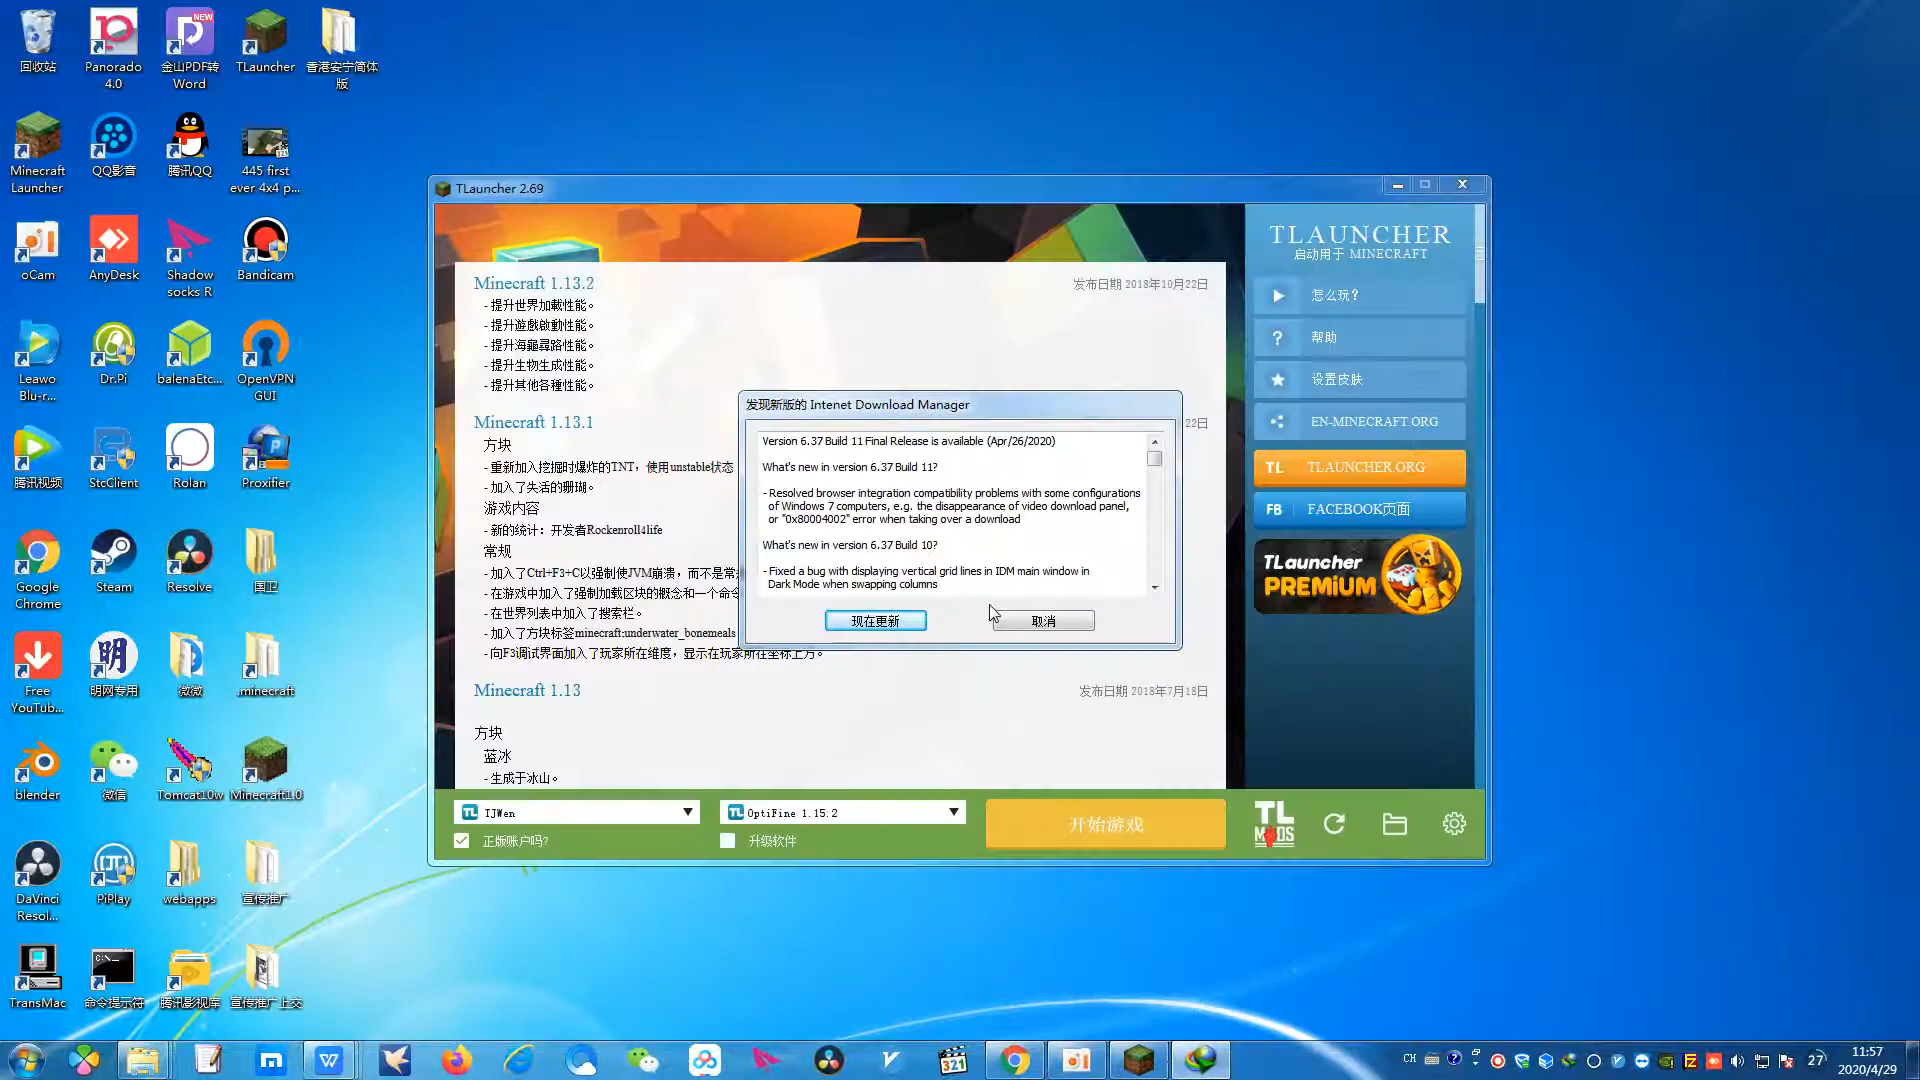 回收站
Panorado 4.0
金山PDF转 Word
NEW
TLauncher
香港安宁简体版
Minecraft Launcher
QQ影音
腾讯QQ
445 first ever 4x4 p...
oCam
AnyDesk
Shadow socks R
Bandicam
Leawo Blu-r...
Dr.Pi
balenaEtc...
OpenVPN GUI
腾讯视频
StcClient
Rolan
Proxifier
Google Chrome
Steam
Resolve
国卫
Free YouTub...
明
明网专用
微微
.minecraft
blender
微信
Tomcat10w
Minecraft1.0
DaVinci Resol...
PiPlay
webapps
宣传推广
TransMac
命令提示符
腾讯影视库
宣传推广上交
TLauncher 2.69
Minecraft 1.13.2
发布日期 2018年10月22日
- 提升世界加載性能。
- 提升遊戲啟動性能。
- 提升海龜尋路性能。
- 提升生物生成性能。
- 提升其他各種性能。
Minecraft 1.13.1
22日
方块
- 重新加入挖掘时爆炸的TNT，使用unstable状态
- 加入了失活的珊瑚。
游戏内容
- 新的统计：开发者Rockenroll4life
常规
- 加入了Ctrl+F3+C以强制使JVM崩溃，而不是常
- 在游戏中加入了强制加载区块的概念和一个命令
- 在世界列表中加入了搜索栏。
- 加入了方块标签minecraft:underwater_bonemeals
- 向F3调试界面加入了玩家所在维度，显示在玩家所在坐标上方。
Minecraft 1.13
发布日期 2018年7月18日
方块
蓝冰
- 生成于冰山。
发现新版的 Intenet Download Manager
Version 6.37 Build 11 Final Release is available (Apr/26/2020)
What's new in version 6.37 Build 11?
- Resolved browser integration compatibility problems with some configurations
of Windows 7 computers, e.g. the disappearance of video download panel,
or "0x80004002" error when taking over a download
What's new in version 6.37 Build 10?
- Fixed a bug with displaying vertical grid lines in IDM main window in
Dark Mode when swapping columns
现在更新
取消
TLAUNCHER
启动用于 MINECRAFT
怎么玩?
? 帮助
设置皮肤
EN-MINECRAFT.ORG
TL TLAUNCHER.ORG
FB FACEBOOK页面
TLauncher
PREMIUM
TL TJWen
TL OptiFine 1.15.2
开始游戏
TL MODS
正版账户吗?
升级软件
321
CH
27
11:57
2020/4/29